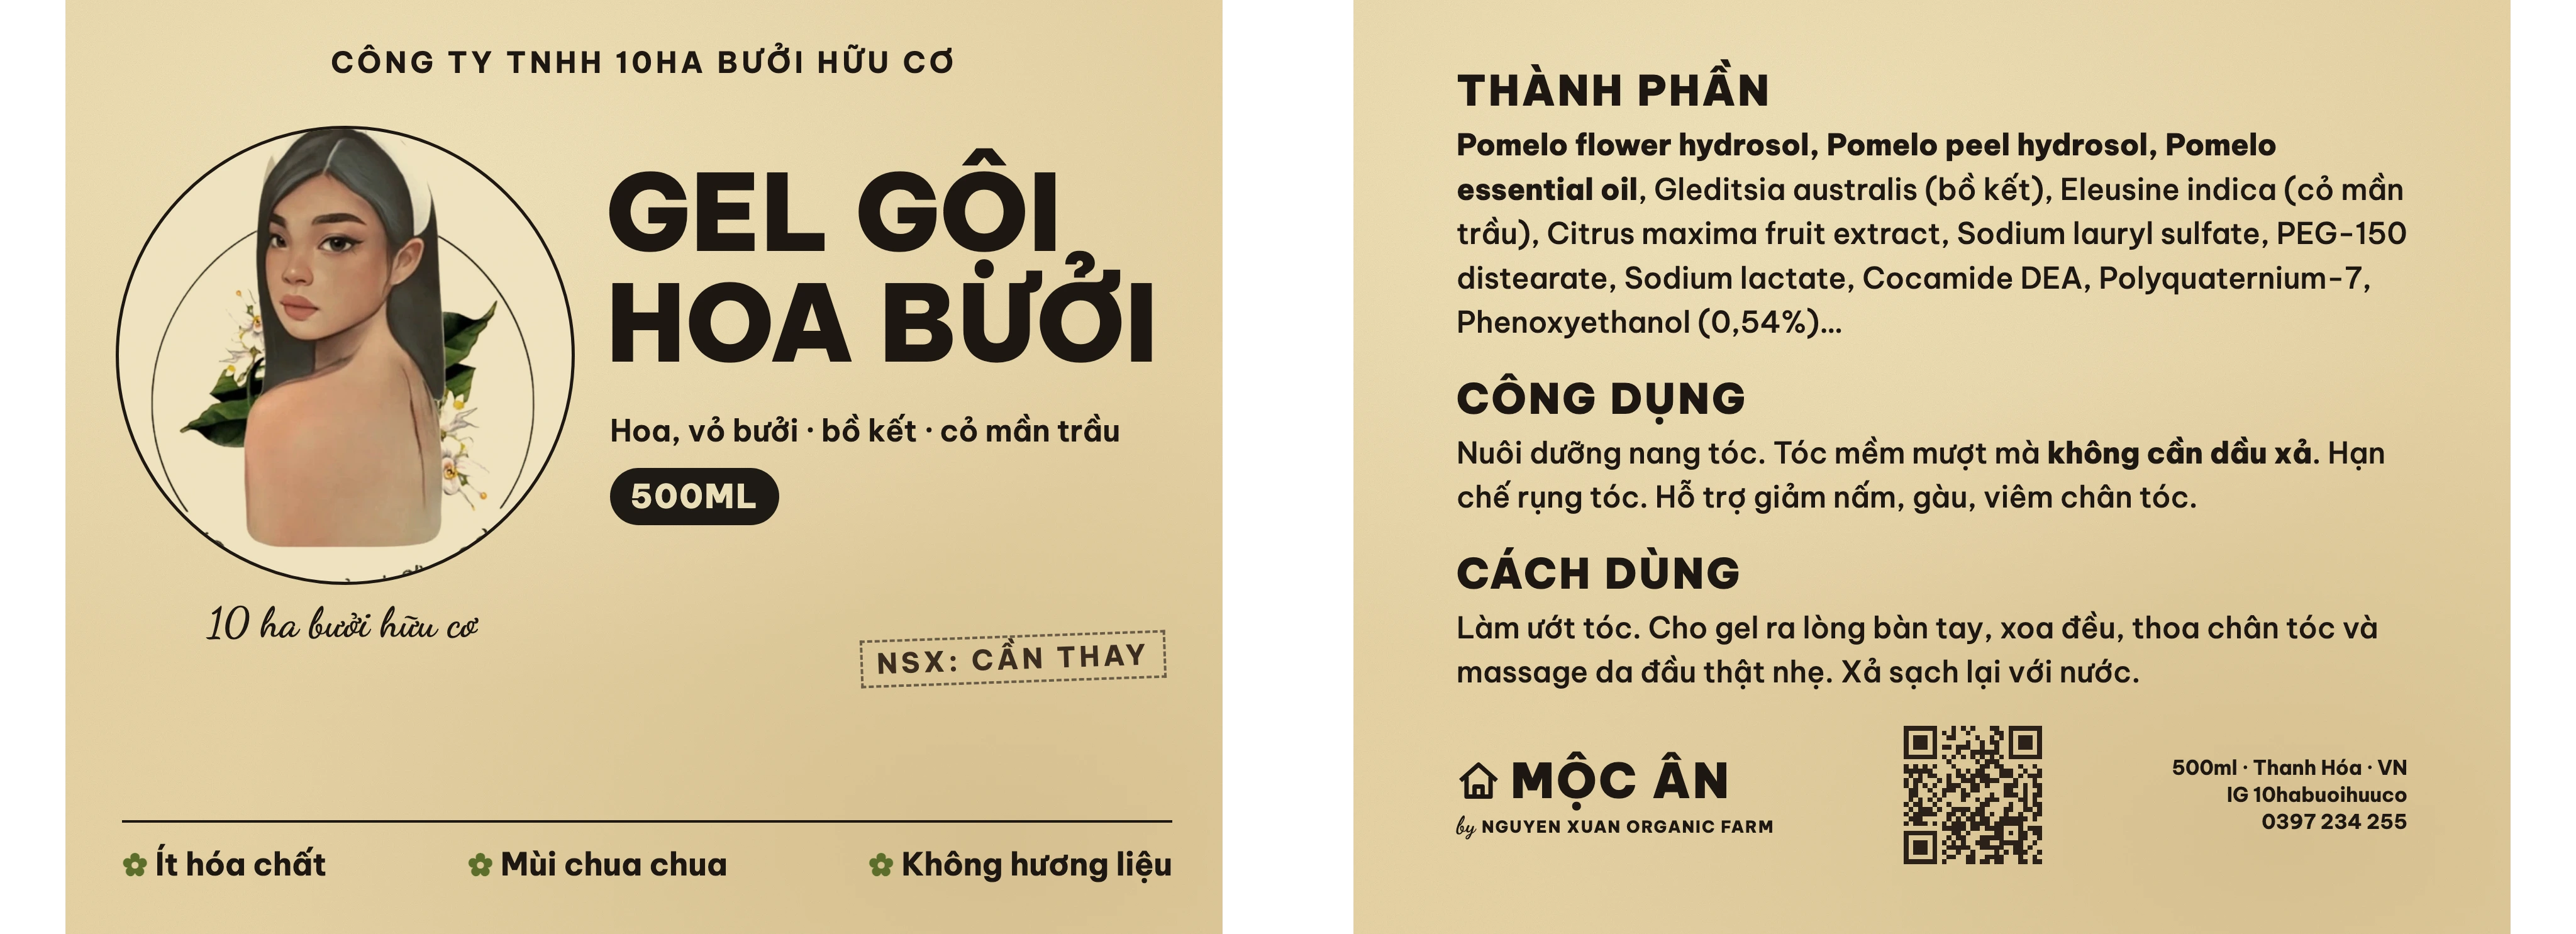 CÔNG TY TNHH 10HA BƯỞI HỮU CƠ
GEL GỘI
HOA BƯỞI
Hoa, vỏ bưởi · bồ kết · cỏ mần trầu
500ML
10 ha bưởi hữu cơ
NSX: CẦN THAY
Ít hóa chất
Mùi chua chua
Không hương liệu
THÀNH PHẦN
Pomelo flower hydrosol, Pomelo peel hydrosol, Pomelo
essential oil, Gleditsia australis (bồ kết), Eleusine indica (cỏ mần
trầu), Citrus maxima fruit extract, Sodium lauryl sulfate, PEG-150
distearate, Sodium lactate, Cocamide DEA, Polyquaternium-7,
Phenoxyethanol (0,54%)...
CÔNG DỤNG
Nuôi dưỡng nang tóc. Tóc mềm mượt mà không cần dầu xả. Hạn
chế rụng tóc. Hỗ trợ giảm nấm, gàu, viêm chân tóc.
CÁCH DÙNG
Làm ướt tóc. Cho gel ra lòng bàn tay, xoa đều, thoa chân tóc và
massage da đầu thật nhẹ. Xả sạch lại với nước.
MỘC ÂN
by NGUYEN XUAN ORGANIC FARM
500ml · Thanh Hóa · VN
IG 10habuoihuuco
0397 234 255